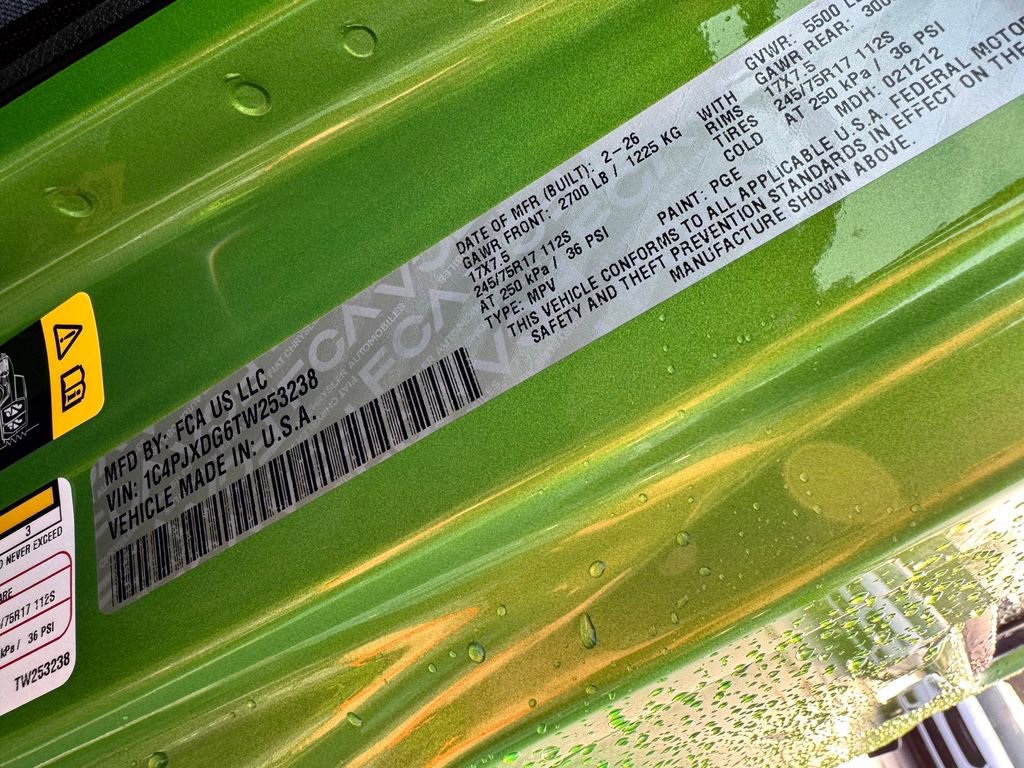 MFD BY: FCA US LLC
VIN: 1C4PJXDG6TW253238
VEHICLE MADE IN: U.S.A.
DATE OF MFR (BUILT): 2-26
GAWR FRONT: 2700 LB / 1225 KG WITH
17X7.5 RIMS
245/75R17 112S TIRES
AT 250 kPa / 36 PSI COLD
TYPE: MPV PAINT: PGE
GVWR: 5500 L
GAWR REAR: 300
17X7.5
245/75R17 112S
AT 250 kPa / 36 PSI
MDH: 021212
THIS VEHICLE CONFORMS TO ALL APPLICABLE U.S.A. FEDERAL MOTOR
SAFETY AND THEFT PREVENTION STANDARDS IN EFFECT ON THE
MANUFACTURE SHOWN ABOVE.
FCA
FCA
3
NEVER EXCEED
/75R17 112S
kPa / 36 PSI
TW253238